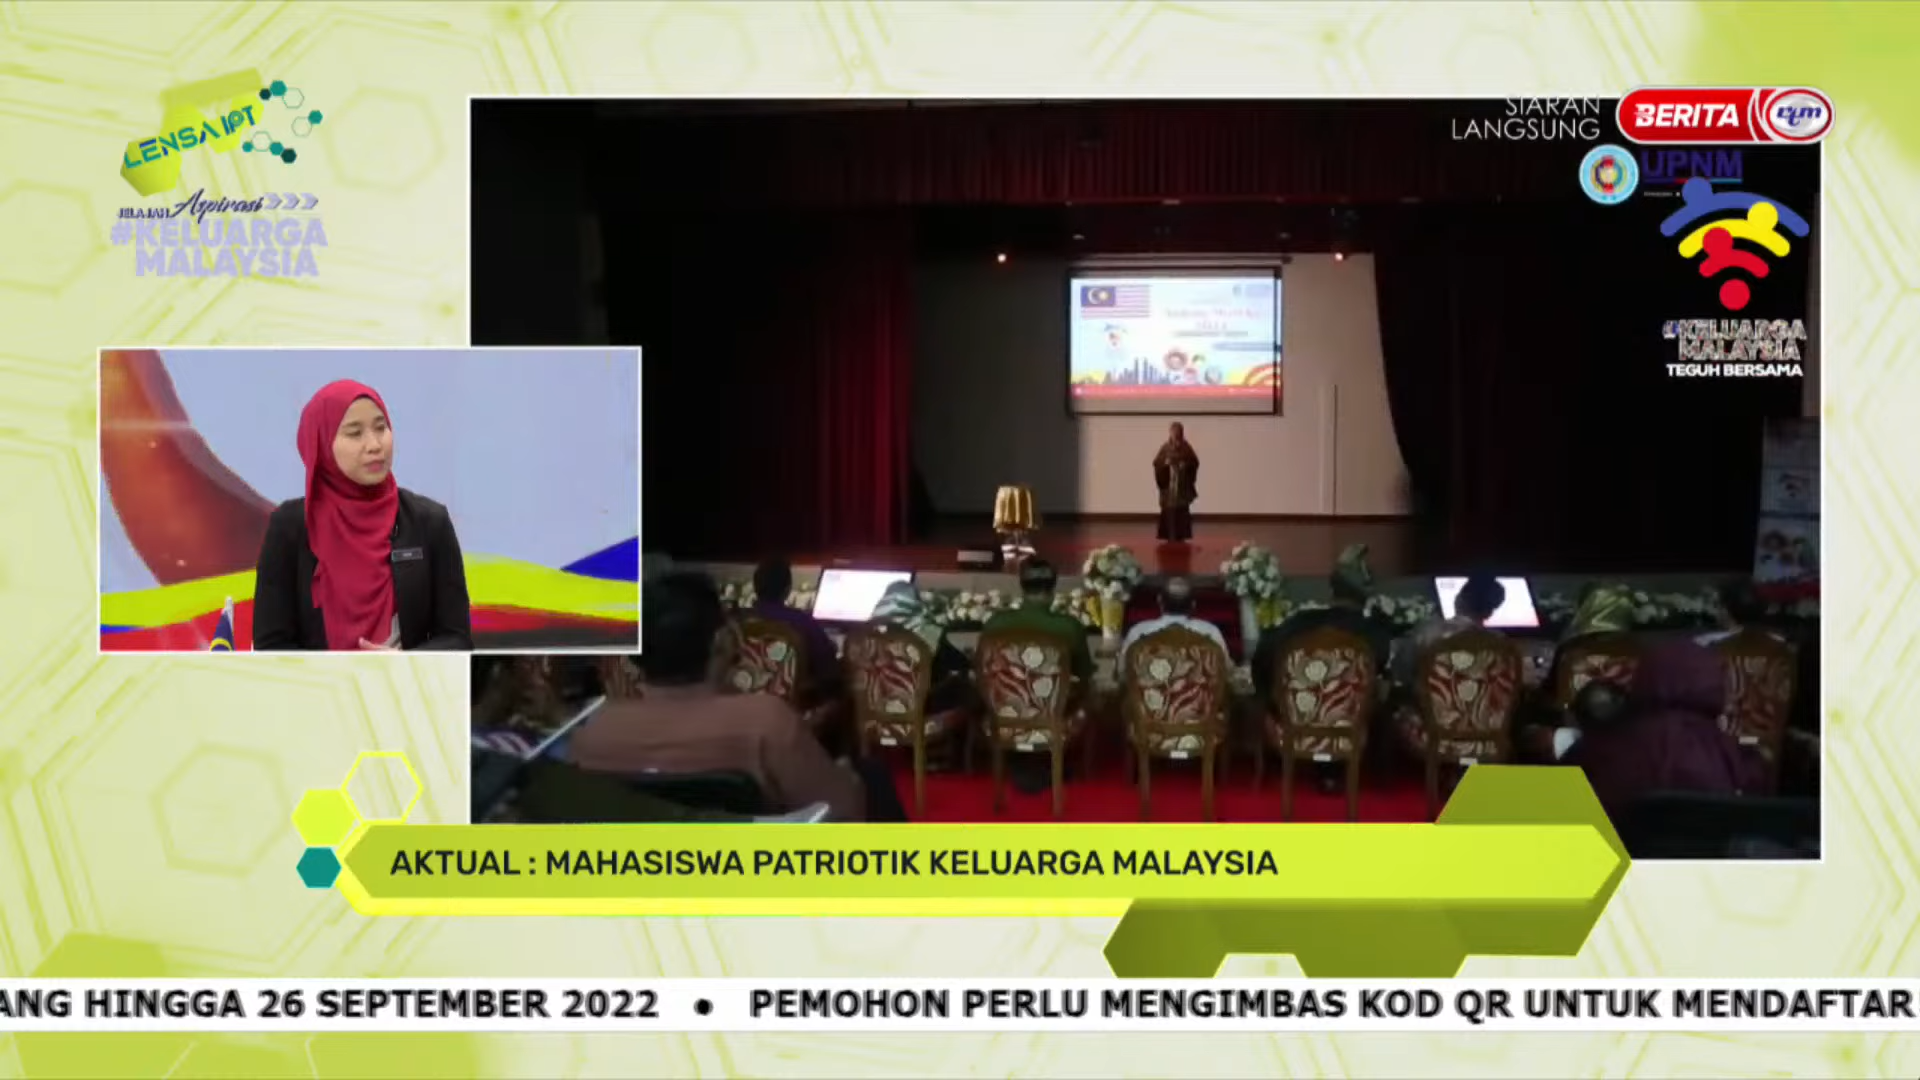 LENSA IPT
JELAJAH Aspirasi
#KELUARGA
MALAYSIA
SIARAN
LANGSUNG
BERITA rtm
UPNM
#KELUARGA
MALAYSIA
TEGUH BERSAMA
AKTUAL : MAHASISWA PATRIOTIK KELUARGA MALAYSIA
ANG HINGGA 26 SEPTEMBER 2022 • PEMOHON PERLU MENGIMBAS KOD QR UNTUK MENDAFTAR